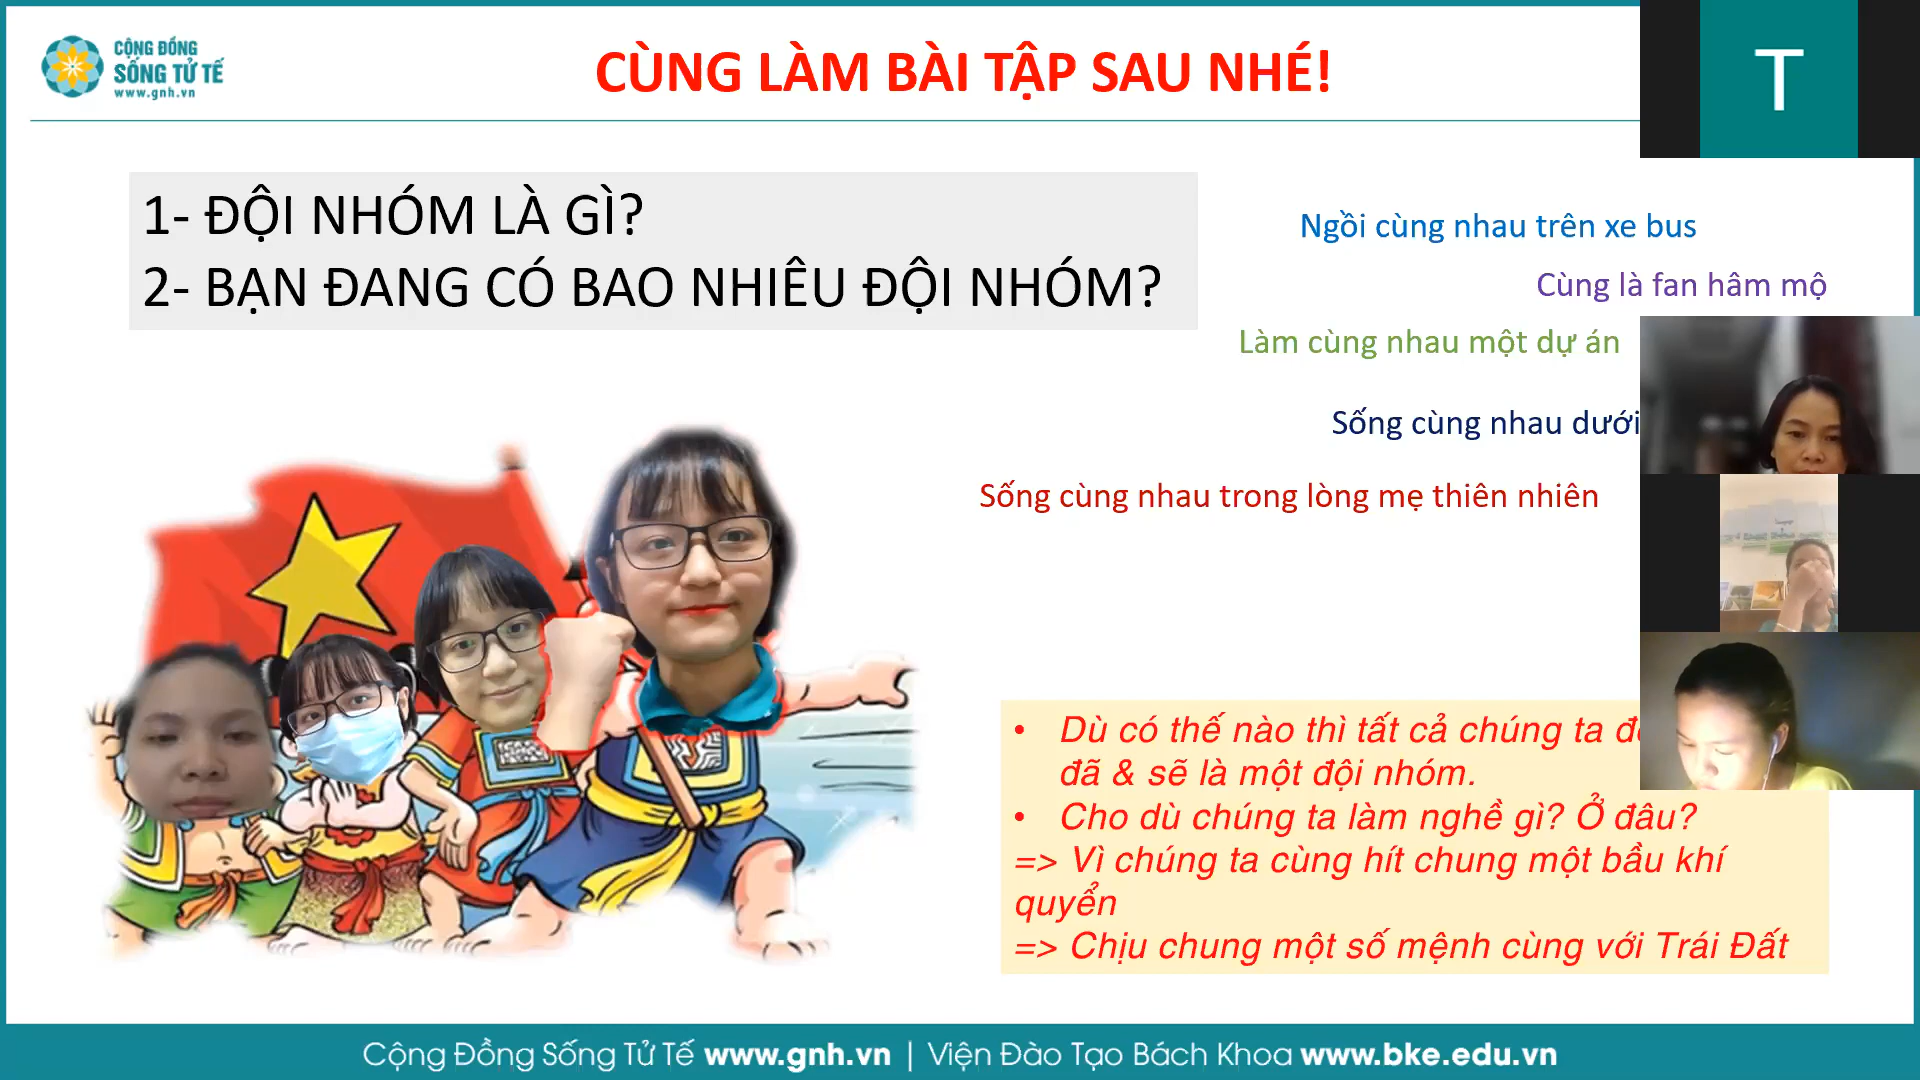 CỘNG ĐỒNG
SỐNG TỬ TẾ
www.gnh.vn
CÙNG LÀM BÀI TẬP SAU NHÉ!
T
1- ĐỘI NHÓM LÀ GÌ?
2- BẠN ĐANG CÓ BAO NHIÊU ĐỘI NHÓM?
Ngồi cùng nhau trên xe bus
Cùng là fan hâm mộ
Làm cùng nhau một dự án
Sống cùng nhau dưới
Sống cùng nhau trong lòng mẹ thiên nhiên
• Dù có thế nào thì tất cả chúng ta
đã & sẽ là một đội nhóm.
• Cho dù chúng ta làm nghề gì? Ở đâu?
=> Vì chúng ta cùng hít chung một bầu khí
quyển
=> Chịu chung một số mệnh cùng với Trái Đất
Cộng Đồng Sống Tử Tế www.gnh.vn | Viện Đào Tạo Bách Khoa www.bke.edu.vn